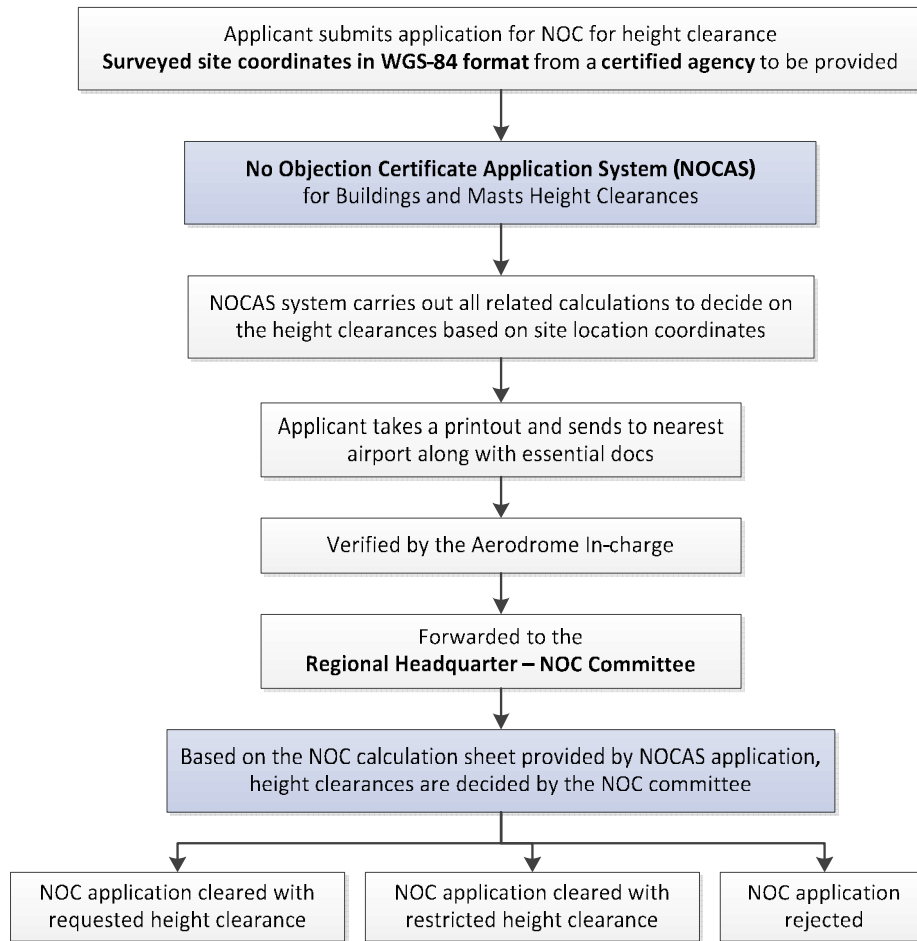 Applicant submits application for NOC for height clearance
Surveyed site coordinates in WGS-84 format from a certified agency to be provided
No Objection Certificate Application System (NOCAS)
for Buildings and Masts Height Clearances
NOCAS system carries out all related calculations to decide on
the height clearances based on site location coordinates
Applicant takes a printout and sends to nearest
airport along with essential docs
Verified by the Aerodrome In-charge
Forwarded to the
Regional Headquarter – NOC Committee
Based on the NOC calculation sheet provided by NOCAS application,
height clearances are decided by the NOC committee
NOC application cleared with
requested height clearance
NOC application cleared with
restricted height clearance
NOC application
rejected